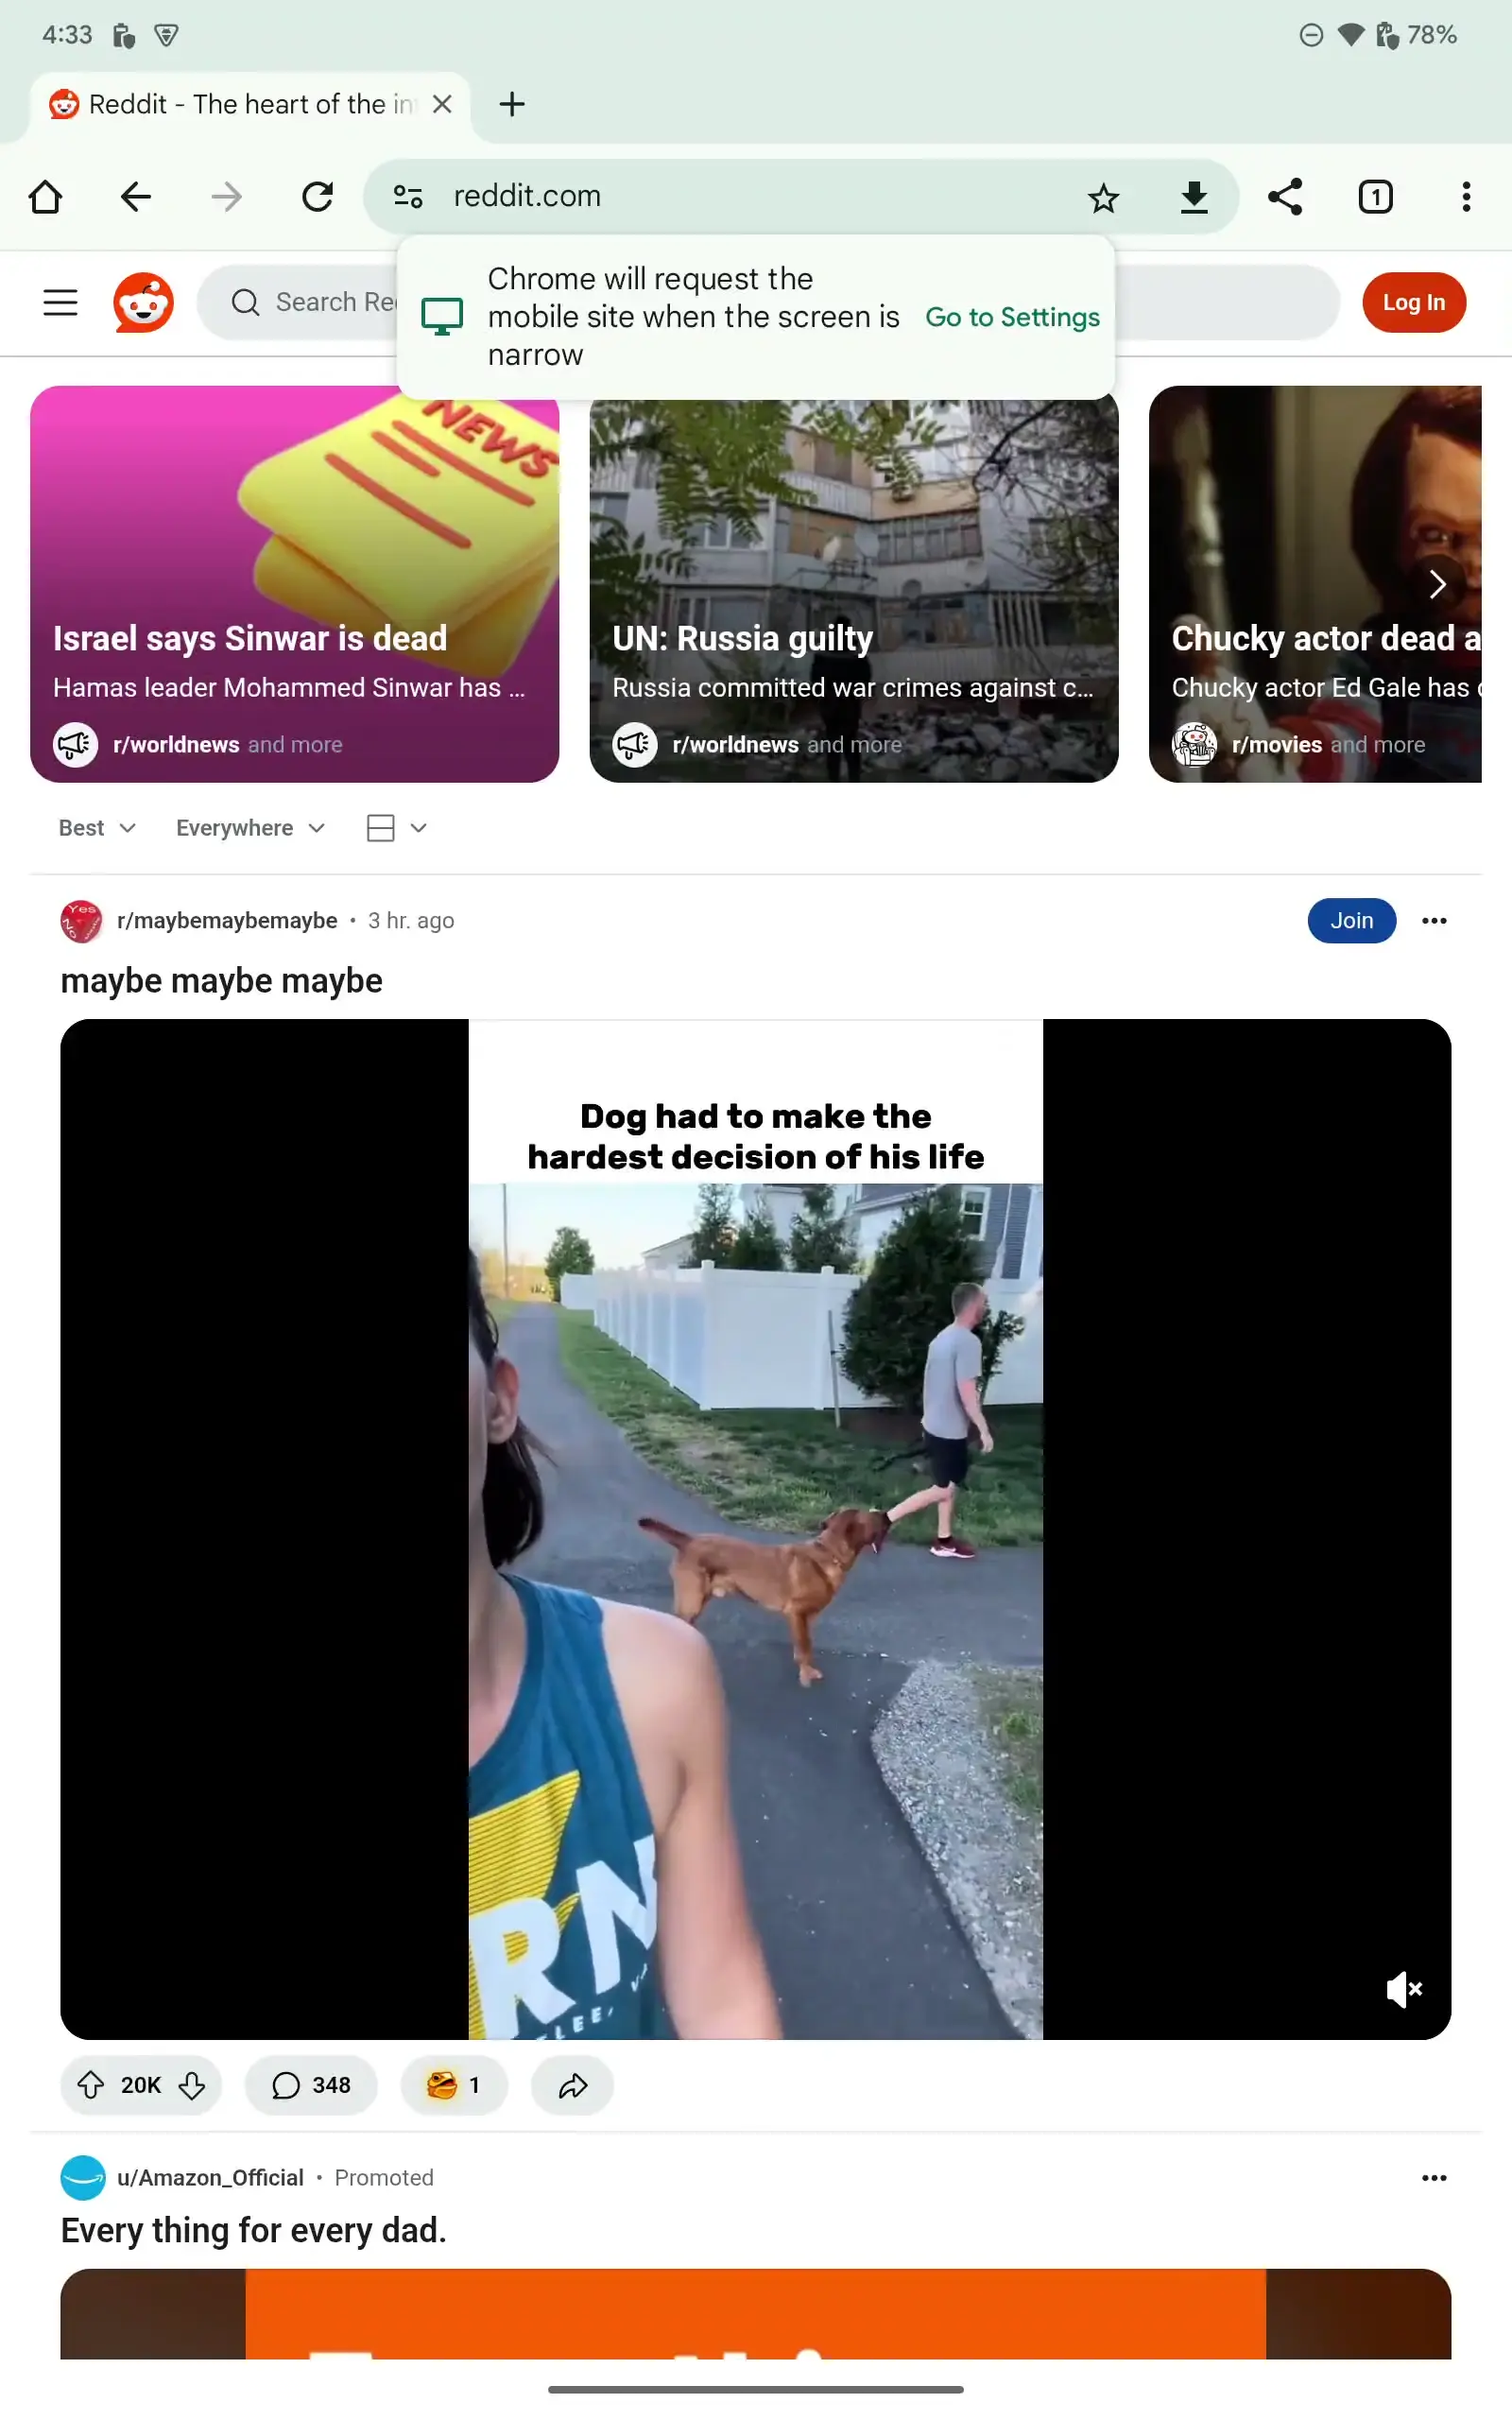 4:33
78%
Reddit - The heart of the in
reddit.com
1
Search Re
Chrome will request the
mobile site when the screen is
narrow
Go to Settings
Log In
NEWS
Israel says Sinwar is dead
Hamas leader Mohammed Sinwar has ...
r/worldnews and more
UN: Russia guilty
Russia committed war crimes against c...
r/worldnews and more
Chucky actor dead a
Chucky actor Ed Gale has
r/movies and more
Best
Everywhere
Yes
NO
r/maybemaybemaybe • 3 hr. ago
Join
maybe maybe maybe
Dog had to make the
hardest decision of his life
RN
20K
348
1
u/Amazon_Official • Promoted
Every thing for every dad.